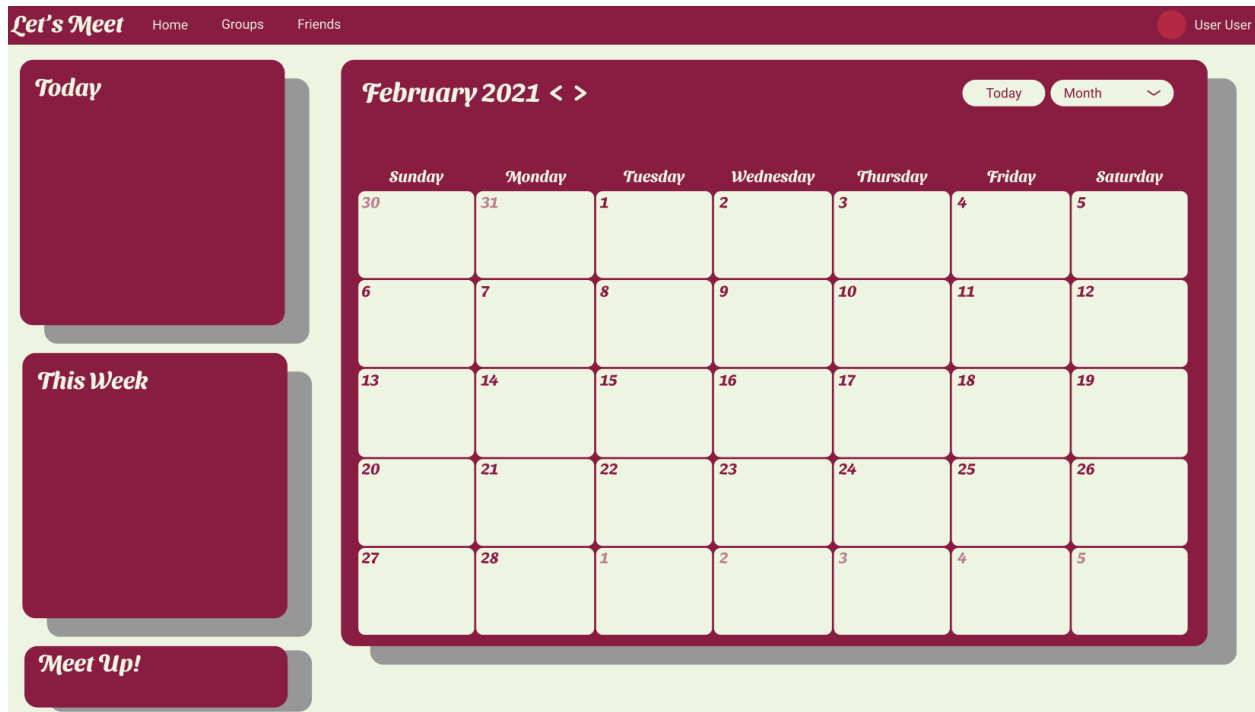 Let's Meet Home Groups Friends User User
Today
This Week
Meet Up!
February 2021 < > Today Month
Sunday Monday Tuesday Wednesday Thursday Friday Saturday
30 31 1 2 3 4 5
6 7 8 9 10 11 12
13 14 15 16 17 18 19
20 21 22 23 24 25 26
27 28 1 2 3 4 5